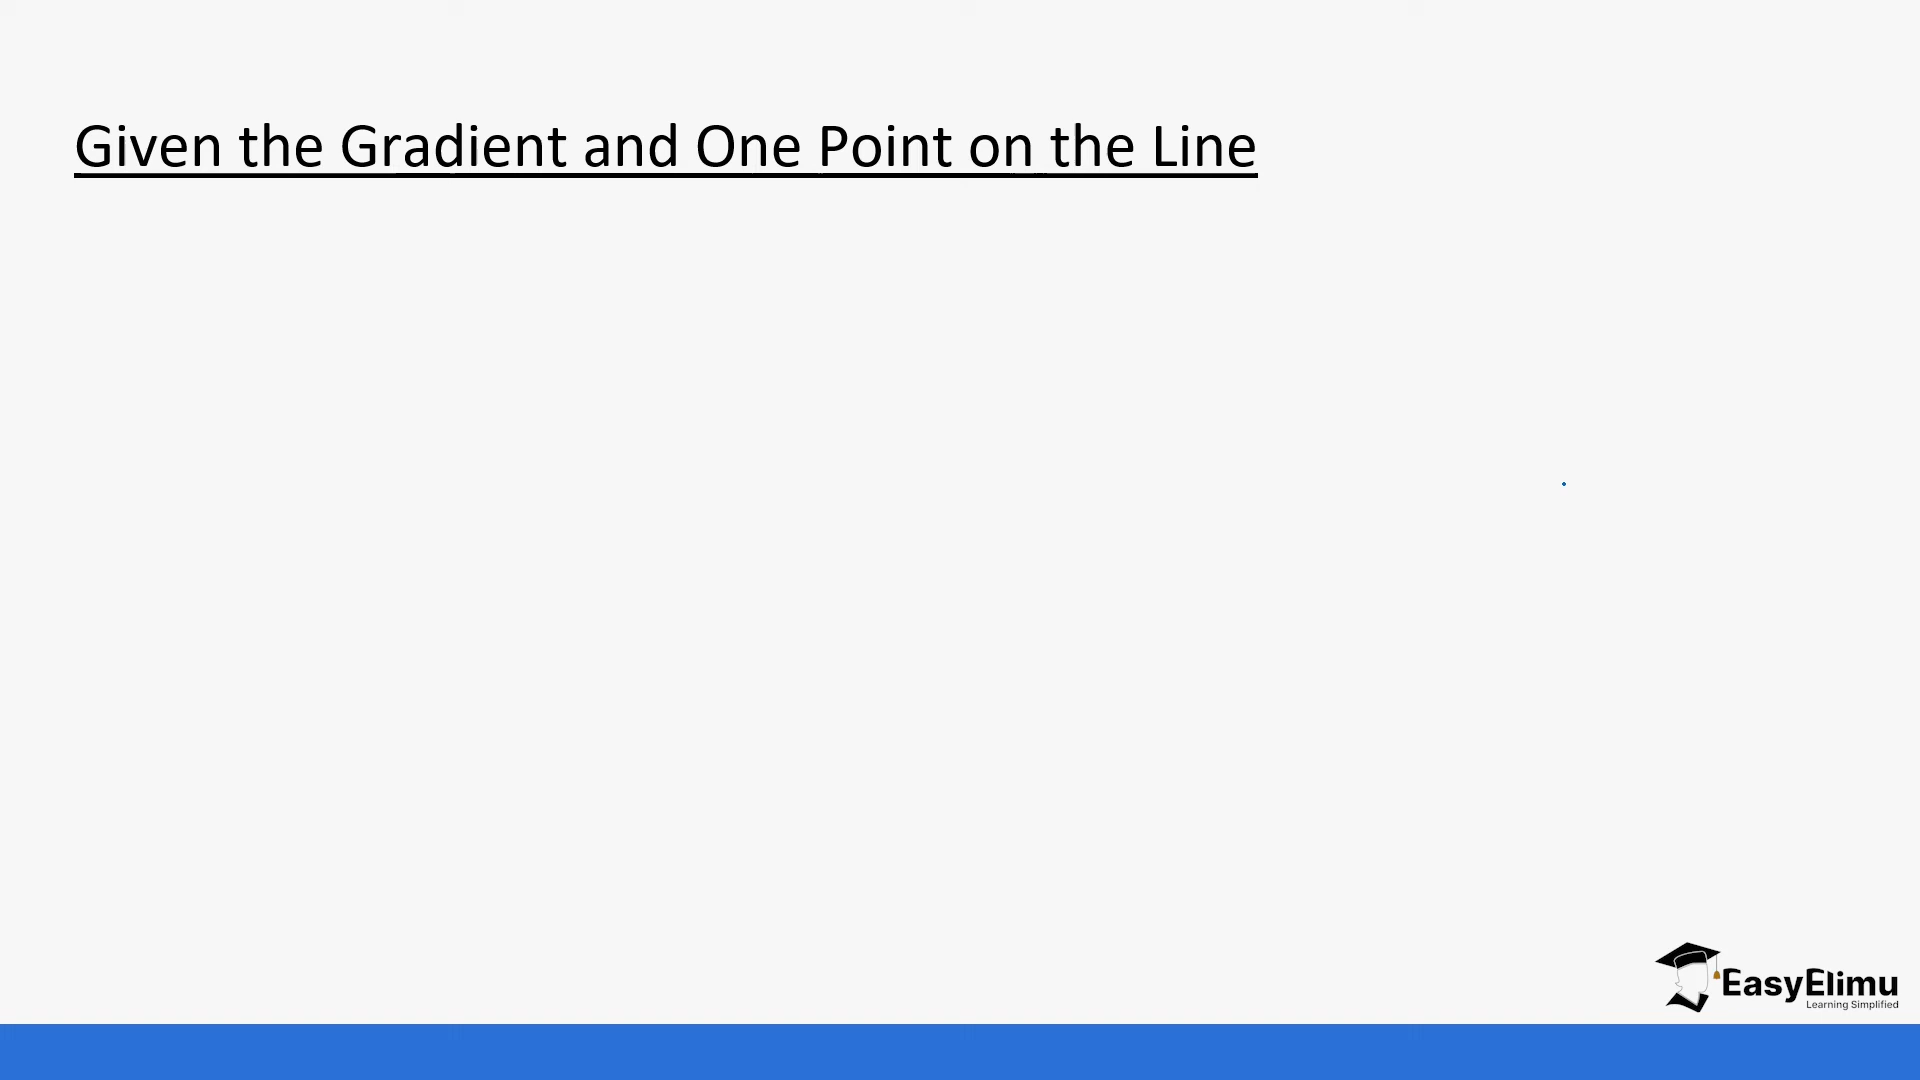 Given the Gradient and One Point on the Line
EasyElimu
Learning Simplified